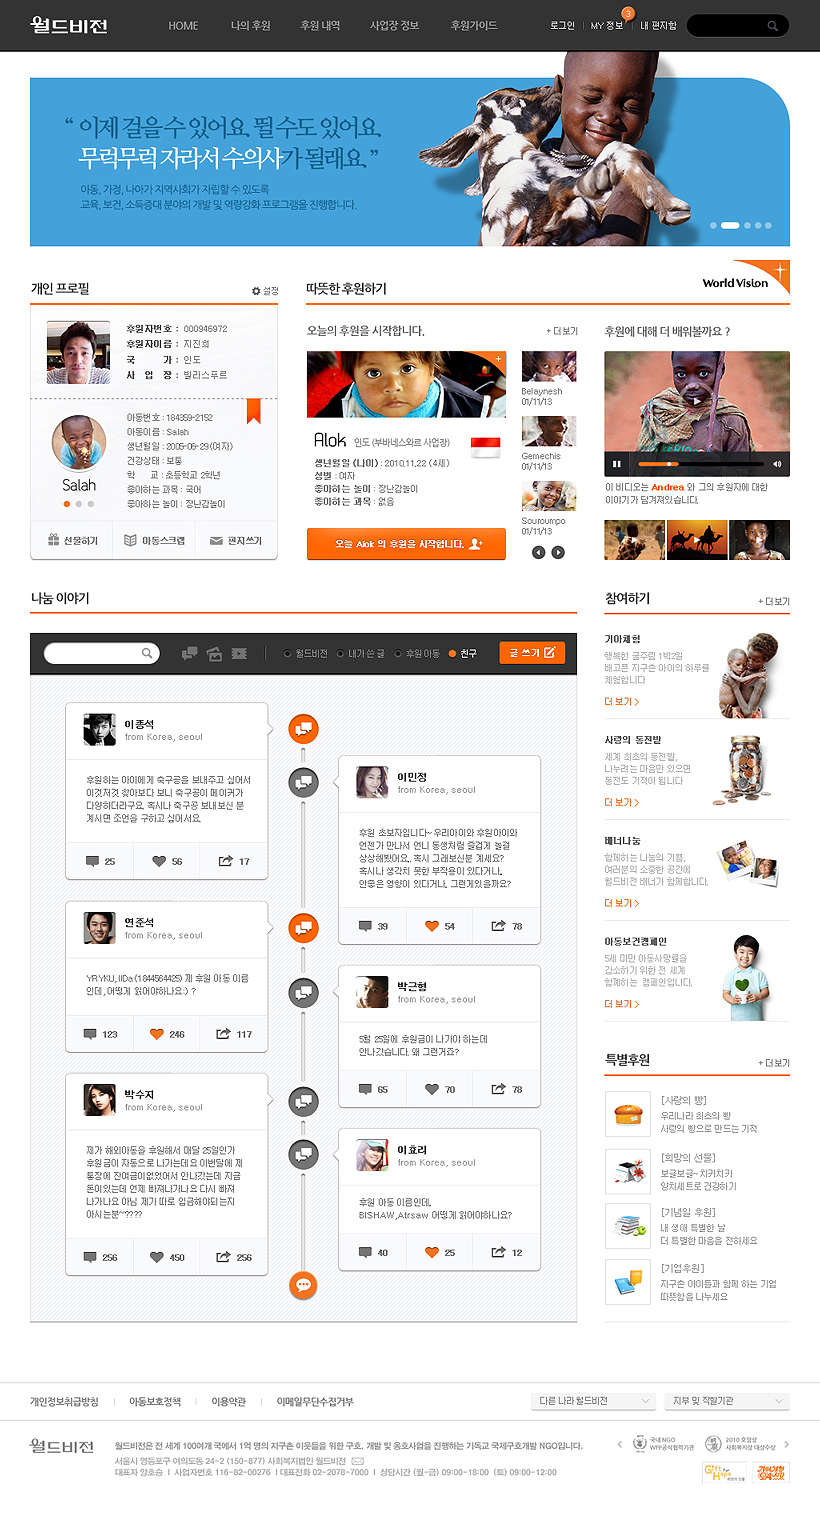 월드비전
HOME 나의 후원 후원 내역 사업장 정보 후원가이드
로그인 MY 정보 3 내 편지함
“ 이제 걸을 수 있어요. 뛸 수도 있어요.
무럭무럭 자라서 수의사가 될래요. ”
아동, 가정, 나아가 지역사회가 자립할 수 있도록
교육, 보건, 소득증대 분야의 개발 및 역량강화 프로그램을 진행합니다.
개인 프로필 설정
후원자번호 : 000946972
후원자이름 : 지진희
국 가 : 인도
사 업 장 : 빌라스푸르
아동번호 : 184359-2152
아동이름 : Salah
생년월일 : 2005-06-29(여자)
건강상태 : 보통
학 교 : 초등학교 2학년
좋아하는 과목 : 국어
좋아하는 놀이 : 장난감놀이
Salah
선물하기 아동스크랩 편지쓰기
따뜻한 후원하기
World Vision
오늘의 후원을 시작합니다. + 더 보기
Alok 인도 (부바네스와르 사업장)
생년월일 (나이) : 2010.11.22 (4세)
성별 : 여자
좋아하는 놀이 : 장난감놀이
좋아하는 과목 : 없음
오늘 Alok 의 후원을 시작합니다.
Belaynesh
01/11/13
Gemechis
01/11/13
Souroumpo
01/11/13
후원에 대해 더 배워볼까요 ?
이 비디오는 Andrea 와 그의 후원자에 대한
이야기가 담겨져있습니다.
나눔 이야기
월드비전 내가 쓴 글 후원 아동 친구 글 쓰기
이종석
from Korea, seoul
후원하는 아이에게 축구공을 보내주고 싶어서
이것저것 찾아보다 보니 축구공이 메이커가
다양하더라구요. 혹시나 축구공 보내보신 분
계시면 조언을 구하고 싶어서요.
25 56 17
이민정
from Korea, seoul
후원 초보자입니다~ 우리아이와 후원아이와
언젠가 만나서 언니 동생처럼 즐겁게 놀걸
상상해봤어요.. 혹시 그래보신분 계세요?
혹시나 생각치 못한 부작용이 있다거나,
안좋은 영향이 있다거나, 그런게있을까요?
39 54 78
연준석
from Korea, seoul
YRYKU, IIDa (1844564425) 제 후원 아동 이름
인데, 어떻게 읽어야하나요:) ?
123 246 117
박근형
from Korea, seoul
5월 25일에 후원금이 나가야 하는데
안나갔습니다. 왜 그런거죠?
65 70 78
박수지
from Korea, seoul
제가 해외아동을 후원해서 매달 25일인가
후원금이 자동으로 나가는데요 이번달에 제
통장에 잔여금이없었어서 안나갔는데 지금
돈이있는데 언제 빠져나가나요 다시 빠져
나가나요 아님 제가 따로 입금해야되는지
아시는분~????
256 450 256
이효리
from Korea, seoul
후원 아동 이름인데,
BISHAW,Atrsaw 어떻게 읽어야하나요?
40 25 12
참여하기 + 더 보기
기아체험
행복한 굶주림 1박2일
배고픈 지구촌 아이의 하루를
체험합니다
더 보기 >
사랑의 동전밭
세계 최초의 동전밭,
나누려는 마음만 있으면
동전도 기적이 됩니다
더 보기 >
배너나눔
함께하는 나눔의 기쁨,
여러분의 소중한 공간에
월드비전 배너가 함께합니다.
더 보기 >
아동보건캠페인
5세 미만 아동사망률을
감소하기 위한 전 세계
함께하는 캠페인입니다.
더 보기 >
특별후원 + 더 보기
[사랑의 빵]
우리나라 최초의 빵
사랑의 빵으로 만드는 기적
[희망의 선물]
보글보글~ 치카치카
양치세트로 건강하기
[기념일 후원]
내 생애 특별한 날
더 특별한 마음을 전하세요
[기업후원]
지구촌 아이들과 함께 하는 기업
따뜻함을 나누세요
개인정보취급방침 아동보호정책 이용약관 이메일무단수집거부
다른 나라 월드비전 지부 및 직할기관
월드비전
월드비전은 전 세계 100여개 국에서 1억 명의 지구촌 이웃들을 위한 구호, 개발 및 옹호사업을 진행하는 기독교 국제구호개발 NGO입니다.
서울시 영등포구 여의도동 24-2 (150-877) 사회복지법인 월드비전
대표자 양호승 | 사업자번호 116-82-00276 | 대표전화 02-2078-7000 | 상담시간 (월-금) 09:00-18:00 (토) 09:00-12:00
국내 NGO
WFP공식협력기관
2010 호암상
사회복지상 대상수상
Gift Hope